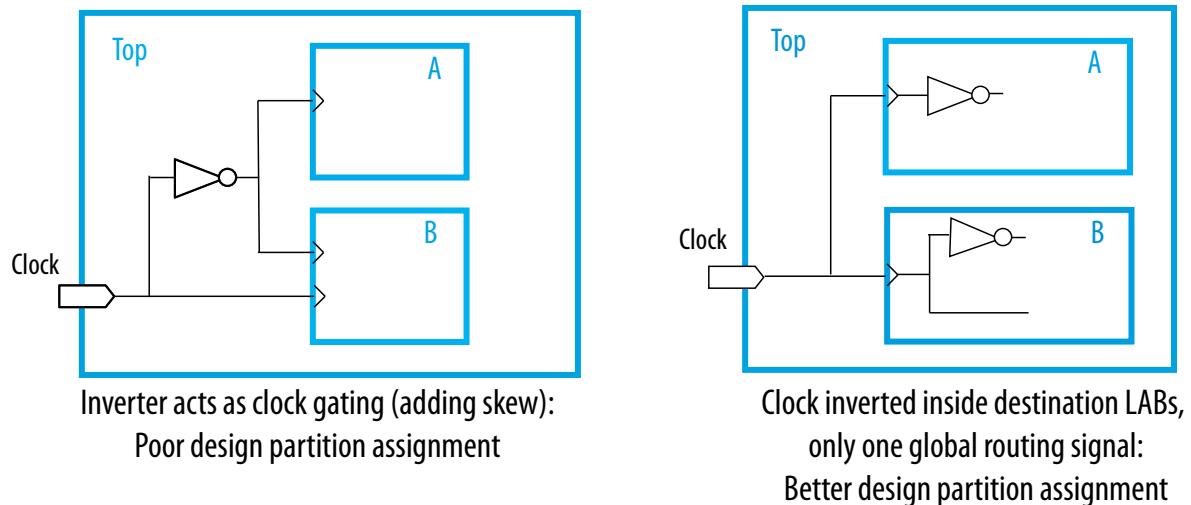 Top
A
B
Clock
Inverter acts as clock gating (adding skew):
Poor design partition assignment
Top
A
B
Clock
Clock inverted inside destination LABs,
only one global routing signal:
Better design partition assignment